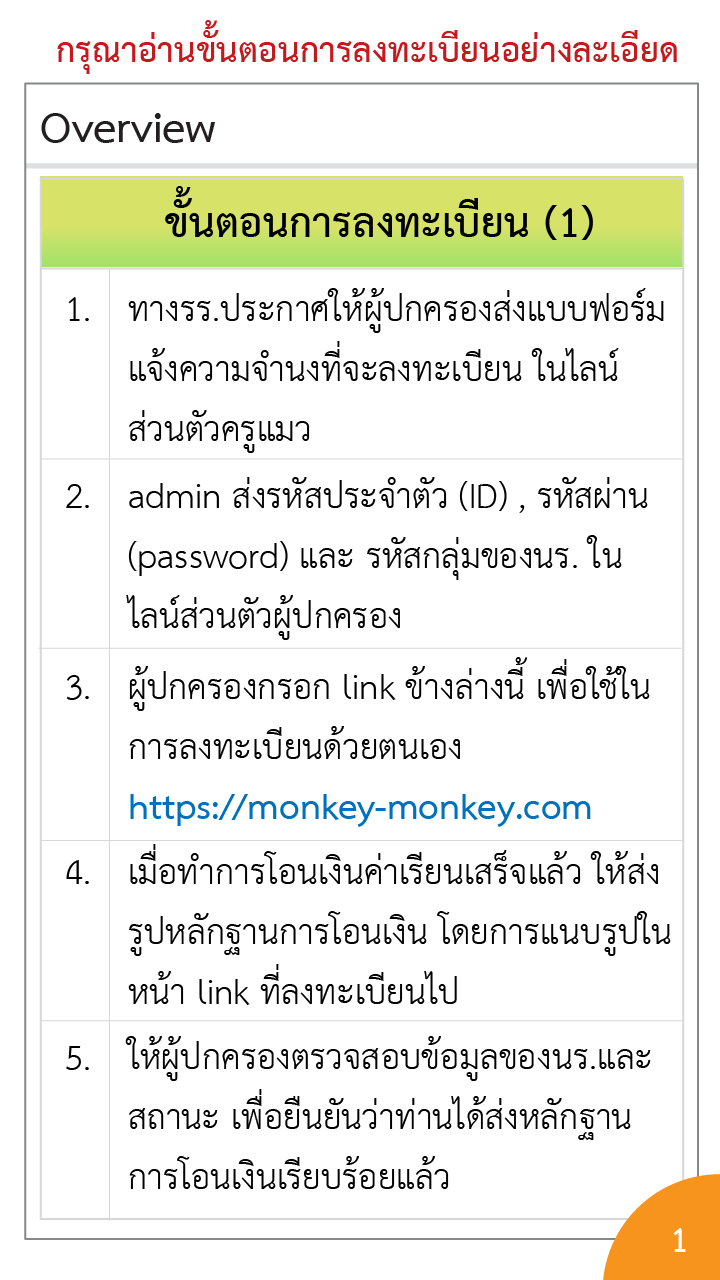 กรุณาอ่านขั้นตอนการลงทะเบียนอย่างละเอียด
Overview
ขั้นตอนการลงทะเบียน (1)
1. ทางรร.ประกาศให้ผู้ปกครองส่งแบบฟอร์ม
แจ้งความจำนงที่จะลงทะเบียน ในไลน์
ส่วนตัวครูแมว
2. admin ส่งรหัสประจำตัว (ID) , รหัสผ่าน
(password) และ รหัสกลุ่มของนร. ใน
ไลน์ส่วนตัวผู้ปกครอง
3. ผู้ปกครองกรอก link ข้างล่างนี้ เพื่อใช้ใน
การลงทะเบียนด้วยตนเอง
https://monkey-monkey.com
4. เมื่อทำการโอนเงินค่าเรียนเสร็จแล้ว ให้ส่ง
รูปหลักฐานการโอนเงิน โดยการแนบรูปใน
หน้า link ที่ลงทะเบียนไป
5. ให้ผู้ปกครองตรวจสอบข้อมูลของนร.และ
สถานะ เพื่อยืนยันว่าท่านได้ส่งหลักฐาน
การโอนเงินเรียบร้อยแล้ว
1